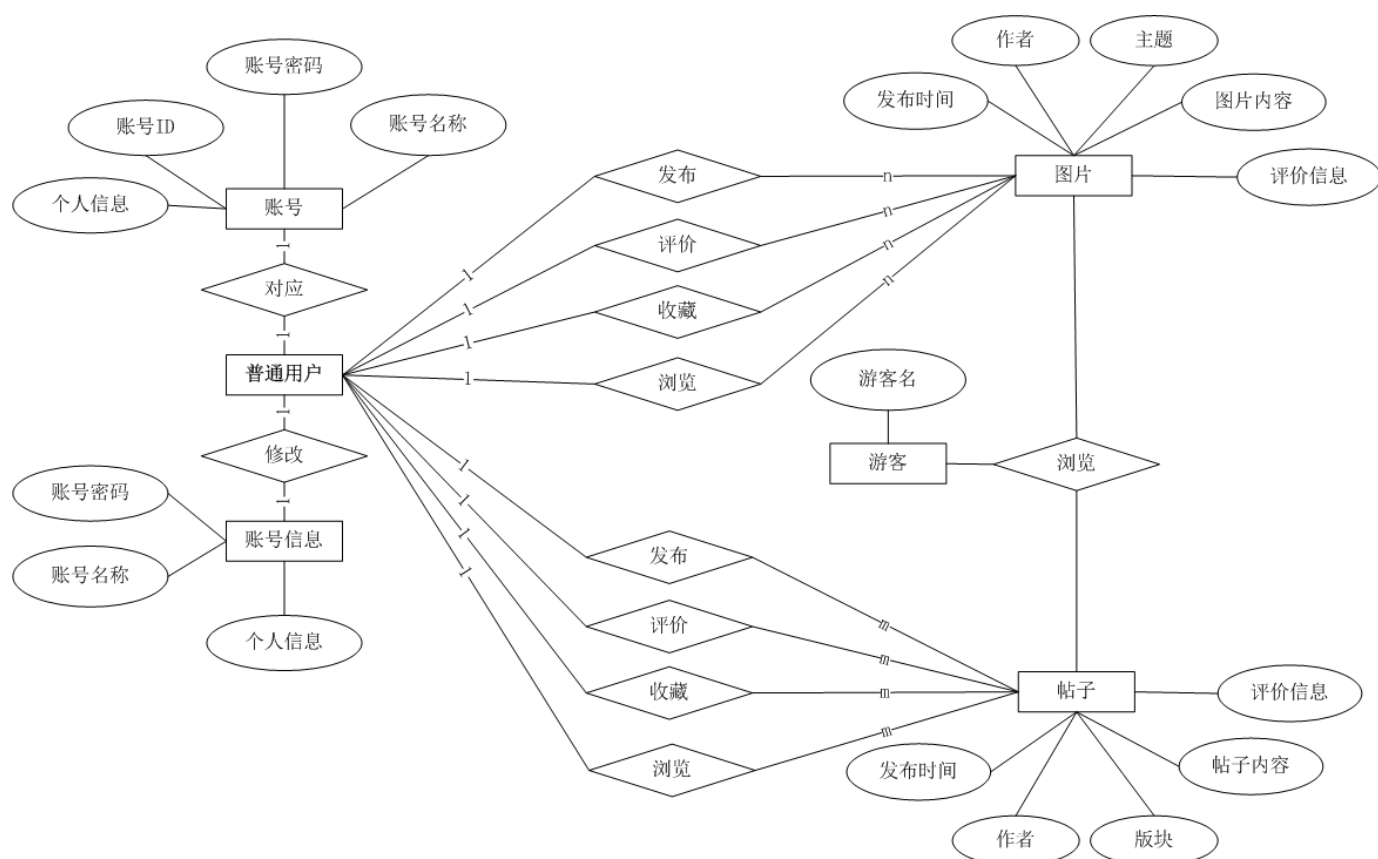 账号密码
账号ID
账号名称
个人信息
账号
1
对应
1
普通用户
1
修改
1
账号密码
账号名称
账号信息
个人信息
作者
主题
发布时间
图片内容
图片
评价信息
1
发布
n
1
评价
n
1
收藏
n
1
浏览
n
游客名
游客
浏览
1
发布
m
1
评价
m
1
收藏
m
1
浏览
m
帖子
评价信息
发布时间
帖子内容
作者
版块